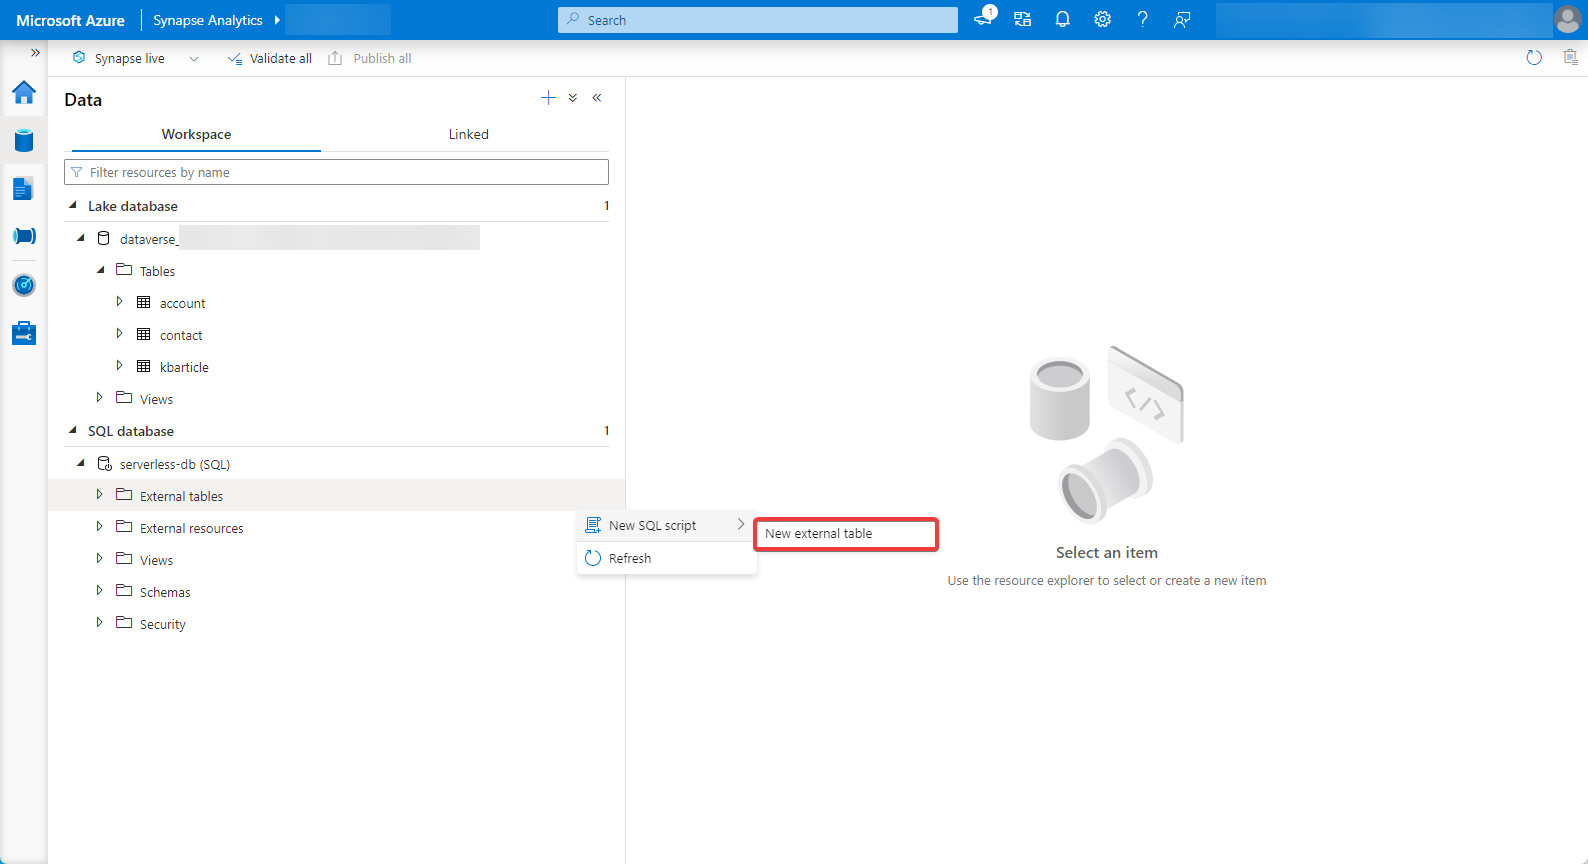 Microsoft Azure
Synapse Analytics
Search
1
Synapse live
Validate all
Publish all
Data
Workspace
Linked
Filter resources by name
Lake database 1
dataverse_
Tables
account
contact
kbarticle
Views
SQL database 1
serverless-db (SQL)
External tables
External resources
Views
Schemas
Security
New SQL script
Refresh
New external table
</>
Select an item
Use the resource explorer to select or create a new item